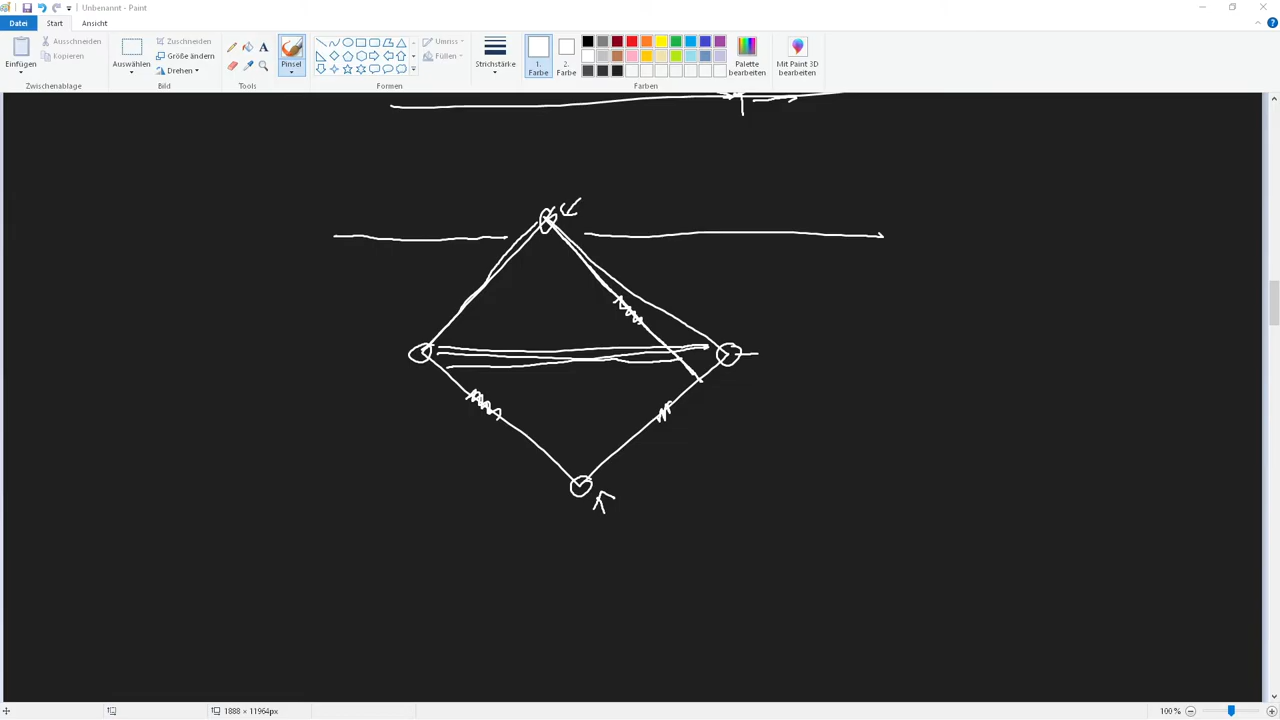 Unbenannt - Paint
Datei Start Ansicht
Einfügen
Ausschneiden
Kopieren
Zwischenablage
Auswählen
Zuschneiden
Größe ändern
Drehen
Bild
A
Tools
Pinsel
Formen
Umriss
Füllen
Strichstärke
1.
Farbe
2.
Farbe
Farben
Palette
bearbeiten
Mit Paint 3D
bearbeiten
1888 × 11964px
100 %